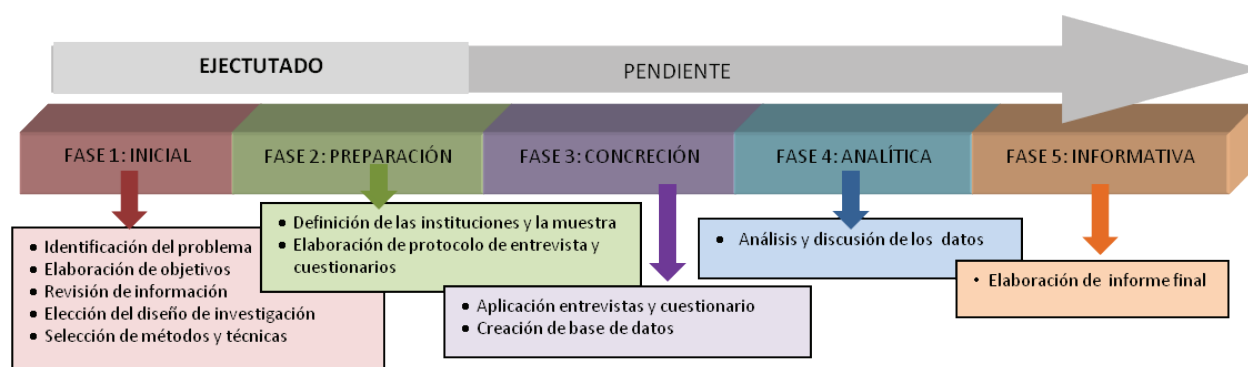 EJECTUTADO
PENDIENTE
FASE 1: INICIAL
FASE 2: PREPARACIÓN
FASE 3: CONCRECIÓN
FASE 4: ANALÍTICA
FASE 5: INFORMATIVA
• Identificación del problema
• Elaboración de objetivos
• Revisión de información
• Elección del diseño de investigación
• Selección de métodos y técnicas
• Definición de las instituciones y la muestra
• Elaboración de protocolo de entrevista y
cuestionarios
• Aplicación entrevistas y cuestionario
• Creación de base de datos
• Análisis y discusión de los datos
• Elaboración de informe final